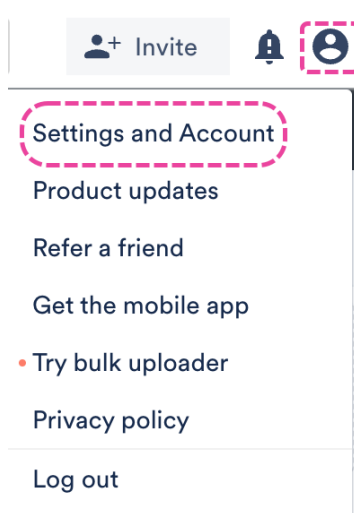 Invite
Settings and Account
Product updates
Refer a friend
Get the mobile app
Try bulk uploader
Privacy policy
Log out